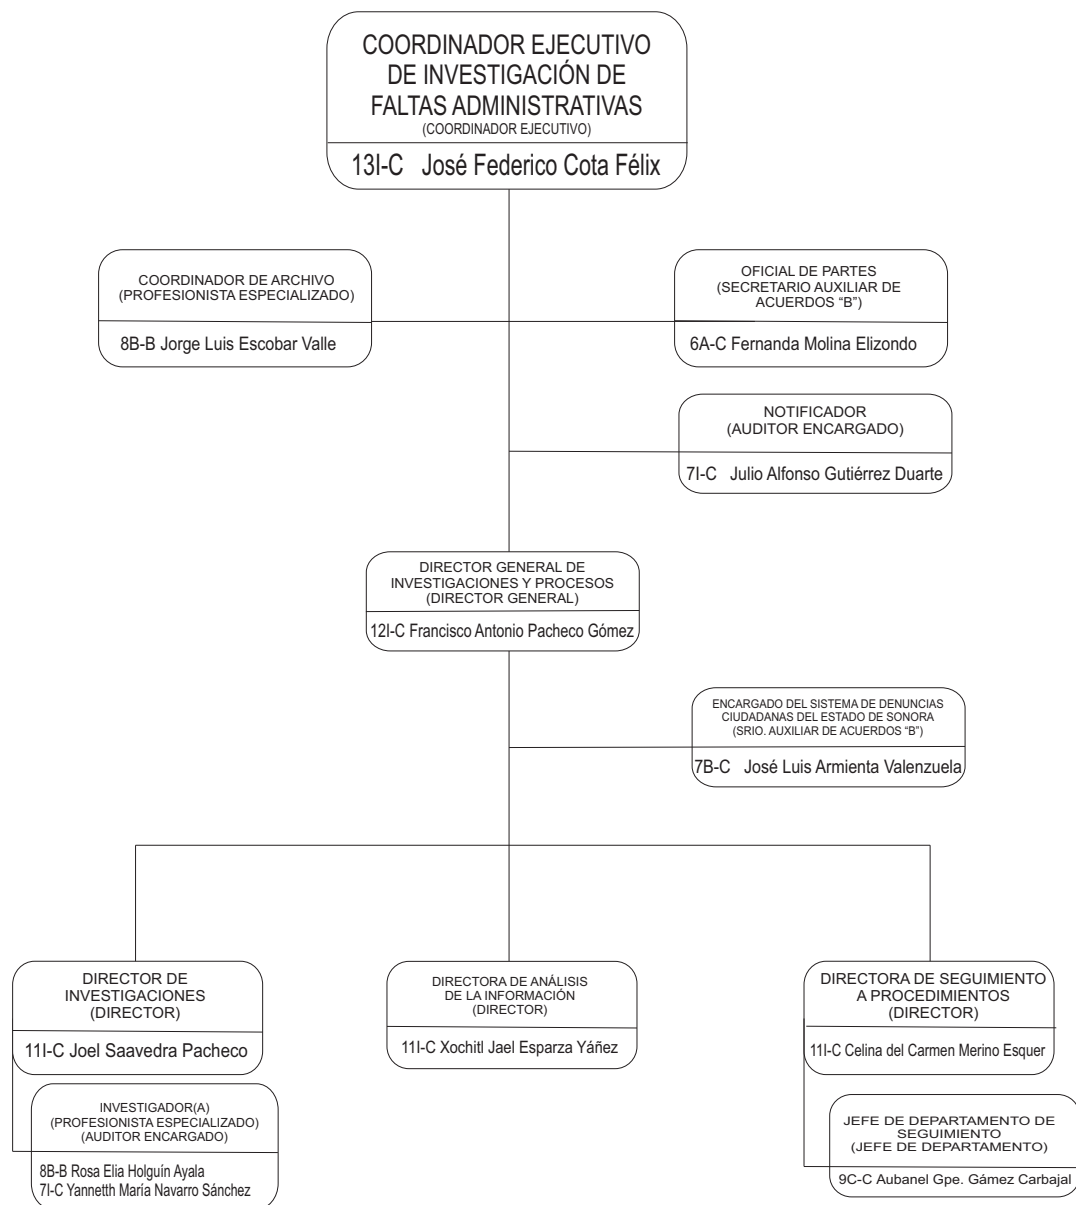 COORDINADOR EJECUTIVO
DE INVESTIGACIÓN DE
FALTAS ADMINISTRATIVAS
(COORDINADOR EJECUTIVO)
13I-C José Federico Cota Félix
COORDINADOR DE ARCHIVO
(PROFESIONISTA ESPECIALIZADO)
8B-B Jorge Luis Escobar Valle
OFICIAL DE PARTES
(SECRETARIO AUXILIAR DE
ACUERDOS “B”)
6A-C Fernanda Molina Elizondo
NOTIFICADOR
(AUDITOR ENCARGADO)
7I-C Julio Alfonso Gutiérrez Duarte
DIRECTOR GENERAL DE
INVESTIGACIONES Y PROCESOS
(DIRECTOR GENERAL)
12I-C Francisco Antonio Pacheco Gómez
ENCARGADO DEL SISTEMA DE DENUNCIAS
CIUDADANAS DEL ESTADO DE SONORA
(SRIO. AUXILIAR DE ACUERDOS “B”)
7B-C José Luis Armienta Valenzuela
DIRECTOR DE
INVESTIGACIONES
(DIRECTOR)
11I-C Joel Saavedra Pacheco
INVESTIGADOR(A)
(PROFESIONISTA ESPECIALIZADO)
(AUDITOR ENCARGADO)
8B-B Rosa Elia Holguín Ayala
7I-C Yannetth María Navarro Sánchez
DIRECTORA DE ANÁLISIS
DE LA INFORMACIÓN
(DIRECTOR)
11I-C Xochitl Jael Esparza Yáñez
DIRECTORA DE SEGUIMIENTO
A PROCEDIMIENTOS
(DIRECTOR)
11I-C Celina del Carmen Merino Esquer
JEFE DE DEPARTAMENTO DE
SEGUIMIENTO
(JEFE DE DEPARTAMENTO)
9C-C Aubanel Gpe. Gámez Carbajal